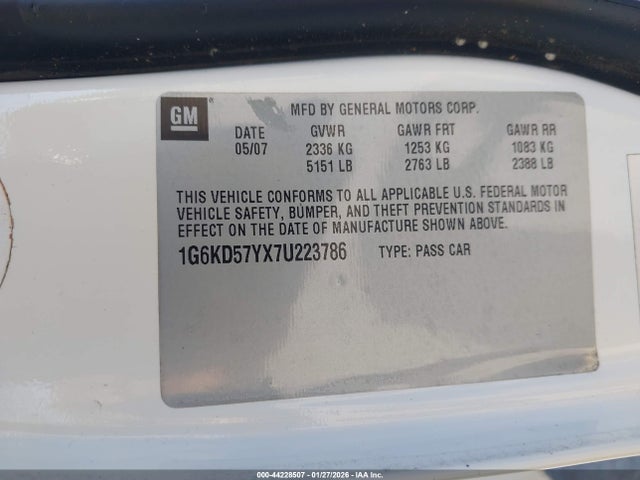 GM
MFD BY GENERAL MOTORS CORP.
DATE GVWR GAWR FRT GAWR RR
05/07 2336 KG 1253 KG 1083 KG
5151 LB 2763 LB 2388 LB
THIS VEHICLE CONFORMS TO ALL APPLICABLE U.S. FEDERAL MOTOR
VEHICLE SAFETY, BUMPER, AND THEFT PREVENTION STANDARDS IN
EFFECT ON THE DATE OF MANUFACTURE SHOWN ABOVE.
1G6KD57YX7U223786 TYPE: PASS CAR
000-44228507 - 01/27/2026 - IAA Inc.